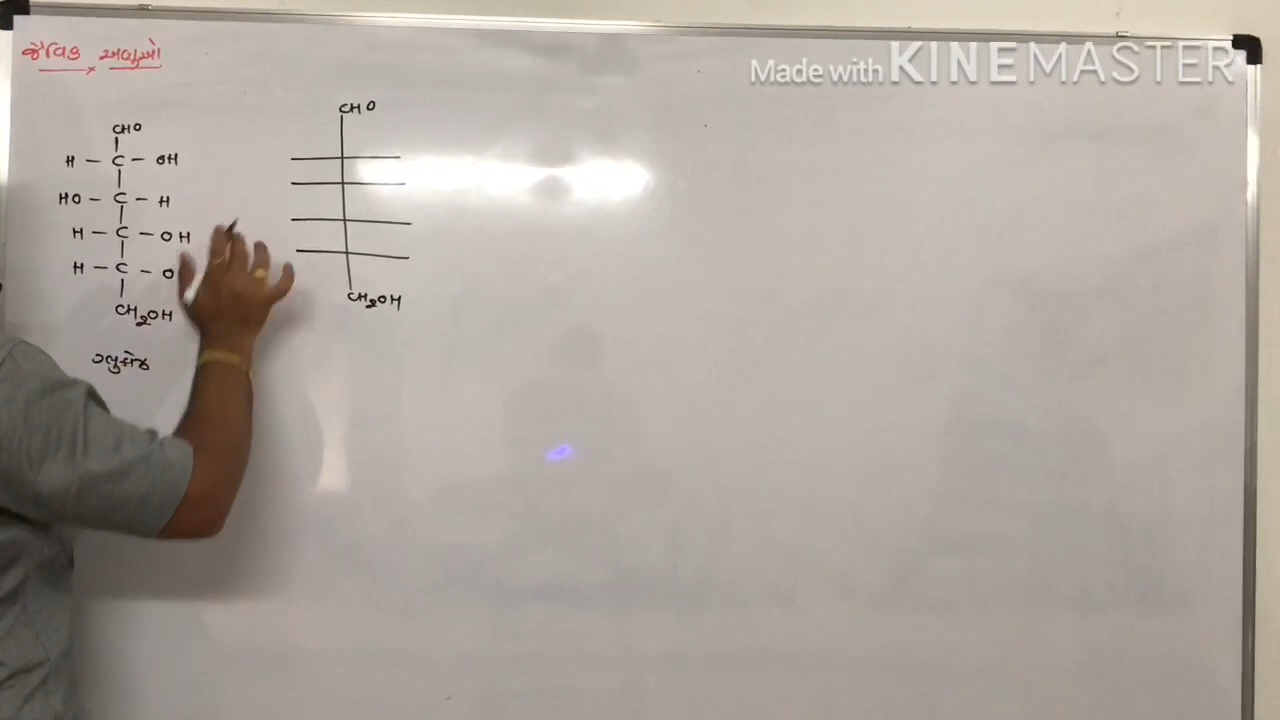 જૈવિક અણુઓ
Made with KINEMASTER
CHO
H - C - OH
HO - C - H
H - C - OH
H - C - O
CH2OH
ગ્લુકોઝ
CHO
CH2OH